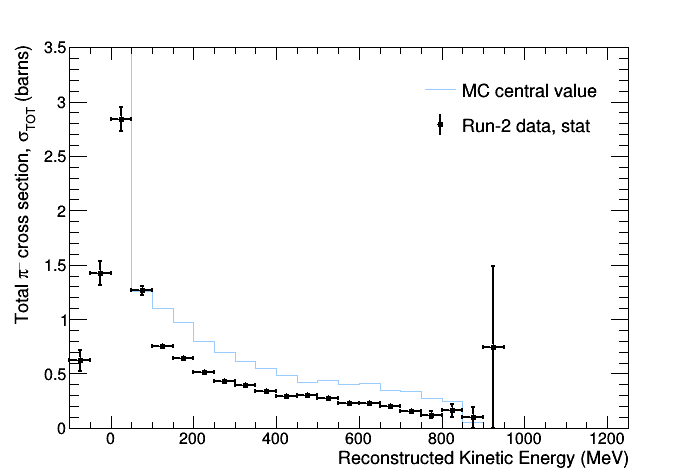 Total π⁻ cross section, σ_TOT (barns)
3.5
3
2.5
2
1.5
1
0.5
0
MC central value
Run-2 data, stat
0 200 400 600 800 1000 1200
Reconstructed Kinetic Energy (MeV)